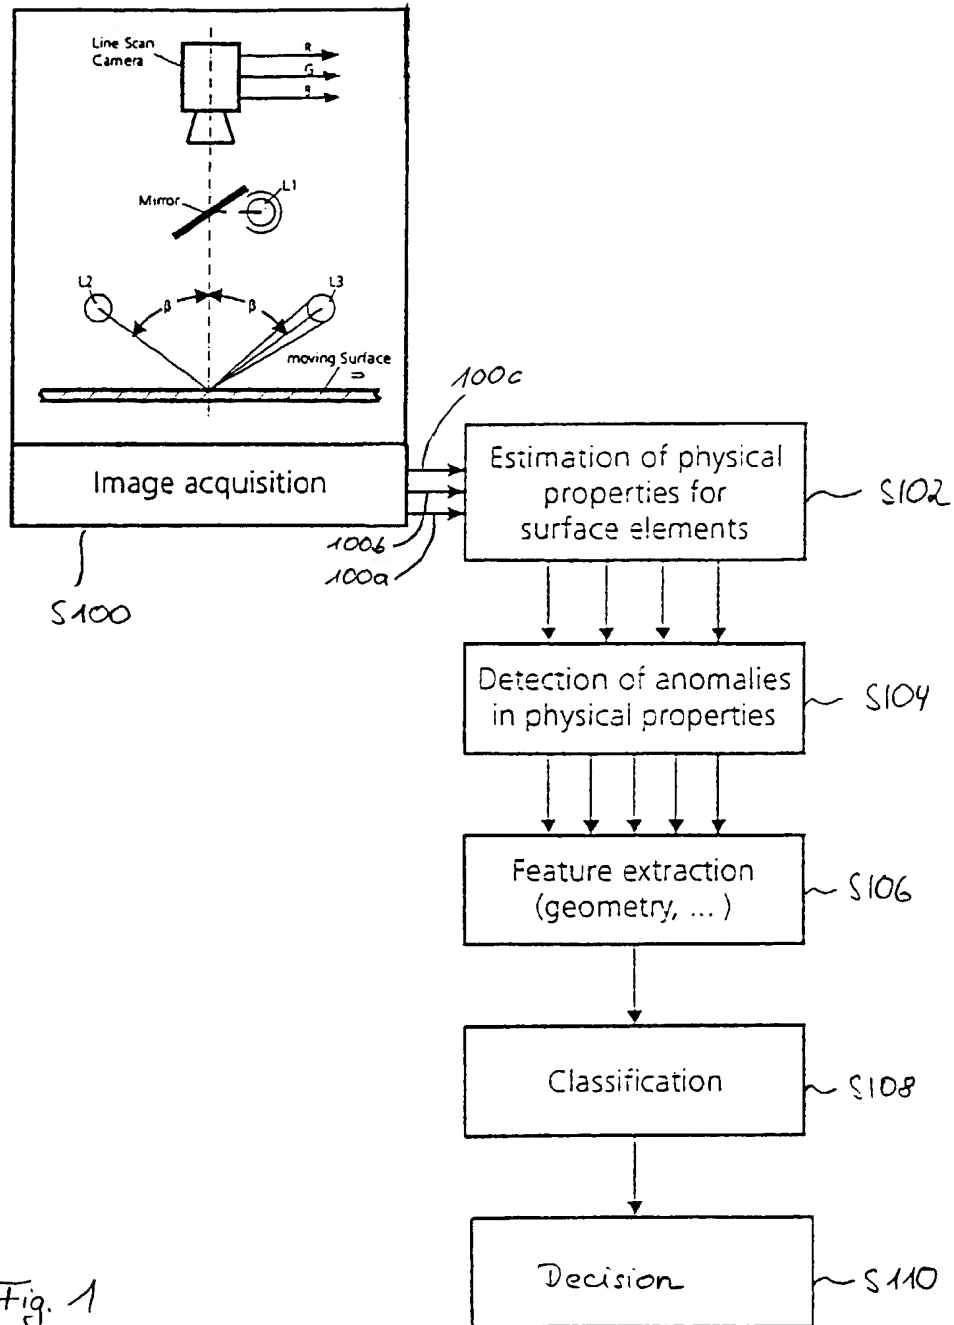 Line Scan
Camera
R
G
B
Mirror
L1
L2
L3
β
β
moving Surface
Image acquisition
S100
100c
100b
100a
Estimation of physical
properties for
surface elements
S102
Detection of anomalies
in physical properties
S104
Feature extraction
(geometry, ... )
S106
Classification
S108
Decision
S110
Fig. 1